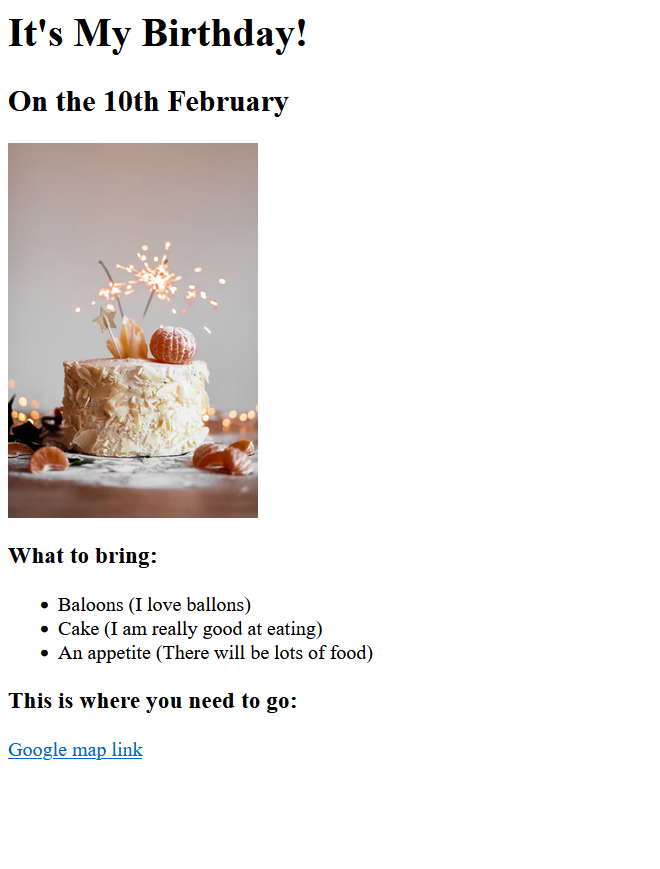 It's My Birthday!
On the 10th February
What to bring:
Baloons (I love ballons)
Cake (I am really good at eating)
An appetite (There will be lots of food)
This is where you need to go:
Google map link